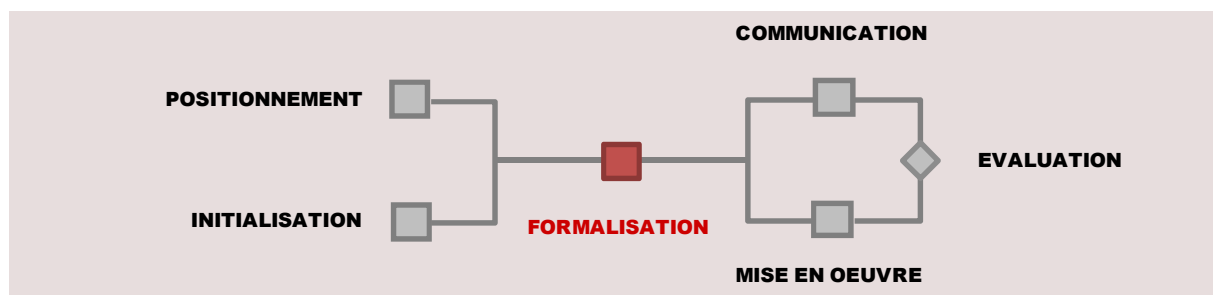 POSITIONNEMENT
INITIALISATION
FORMALISATION
COMMUNICATION
MISE EN OEUVRE
EVALUATION